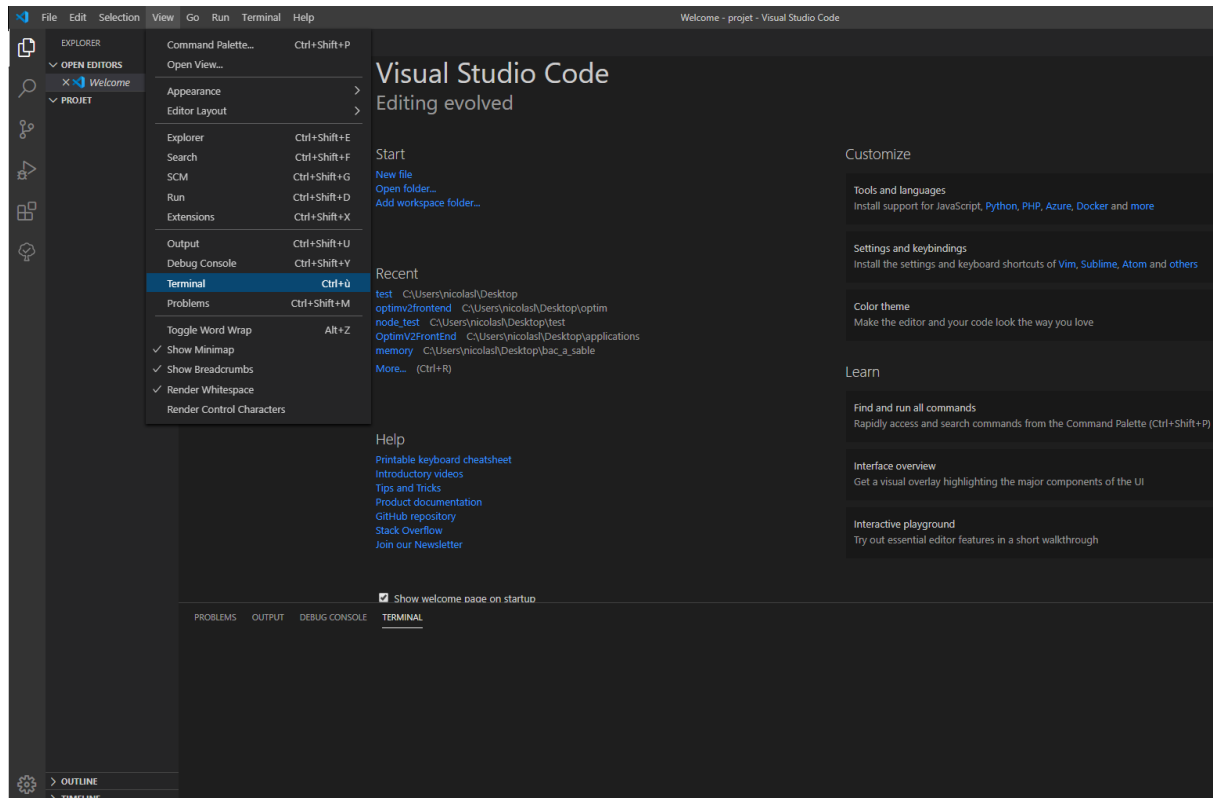 File Edit Selection View Go Run Terminal Help
Welcome - projet - Visual Studio Code
EXPLORER
OPEN EDITORS
Welcome
PROJET
Command Palette... Ctrl+Shift+P
Open View...
Appearance
Editor Layout
Explorer Ctrl+Shift+E
Search Ctrl+Shift+F
SCM Ctrl+Shift+G
Run Ctrl+Shift+D
Extensions Ctrl+Shift+X
Output Ctrl+Shift+U
Debug Console Ctrl+Shift+Y
Terminal Ctrl+ù
Problems Ctrl+Shift+M
Toggle Word Wrap Alt+Z
Show Minimap
Show Breadcrumbs
Render Whitespace
Render Control Characters
Visual Studio Code
Editing evolved
Start
New file
Open folder...
Add workspace folder...
Recent
test C:\Users\nicolasl\Desktop
optimv2frontend C:\Users\nicolasl\Desktop\optim
node_test C:\Users\nicolasl\Desktop\test
OptimV2FrontEnd C:\Users\nicolasl\Desktop\applications
memory C:\Users\nicolasl\Desktop\bac_a_sable
More... (Ctrl+R)
Help
Printable keyboard cheatsheet
Introductory videos
Tips and Tricks
Product documentation
GitHub repository
Stack Overflow
Join our Newsletter
Show welcome page on startup
Customize
Tools and languages
Install support for JavaScript, Python, PHP, Azure, Docker and more
Settings and keybindings
Install the settings and keyboard shortcuts of Vim, Sublime, Atom and others
Color theme
Make the editor and your code look the way you love
Learn
Find and run all commands
Rapidly access and search commands from the Command Palette (Ctrl+Shift+P)
Interface overview
Get a visual overlay highlighting the major components of the UI
Interactive playground
Try out essential editor features in a short walkthrough
PROBLEMS OUTPUT DEBUG CONSOLE TERMINAL
OUTLINE
TIMELINE